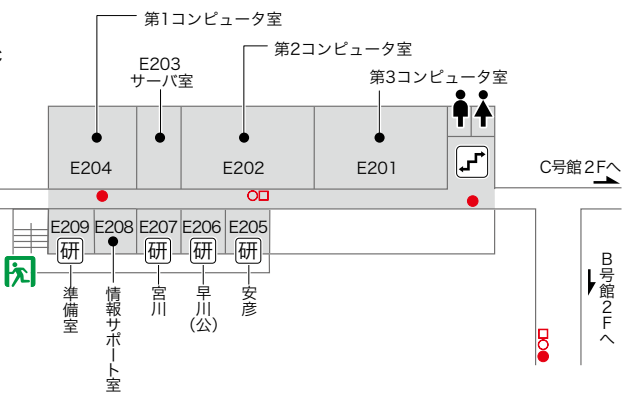 第1コンピュータ室
第2コンピュータ室
E203
サーバ室
第3コンピュータ室
E204
E202
E201
C号館2Fへ
E209
E208
E207
E206
E205
研
研
研
研
準備室
情報サポート室
宮川
早川(公)
安彦
B号館2Fへ